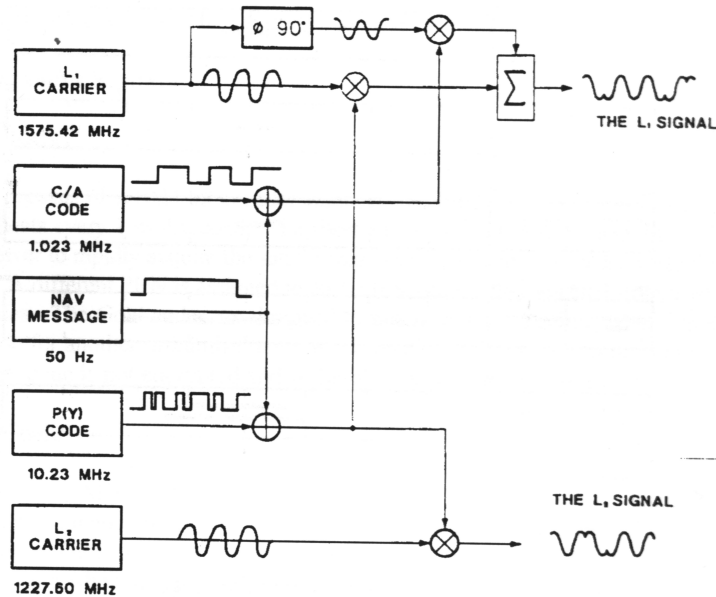 ϕ 90°
L₁
CARRIER
1575.42 MHz
Σ
THE L₁ SIGNAL
C/A
CODE
1.023 MHz
NAV
MESSAGE
50 Hz
P(Y)
CODE
10.23 MHz
THE L₂ SIGNAL
L₂
CARRIER
1227.60 MHz